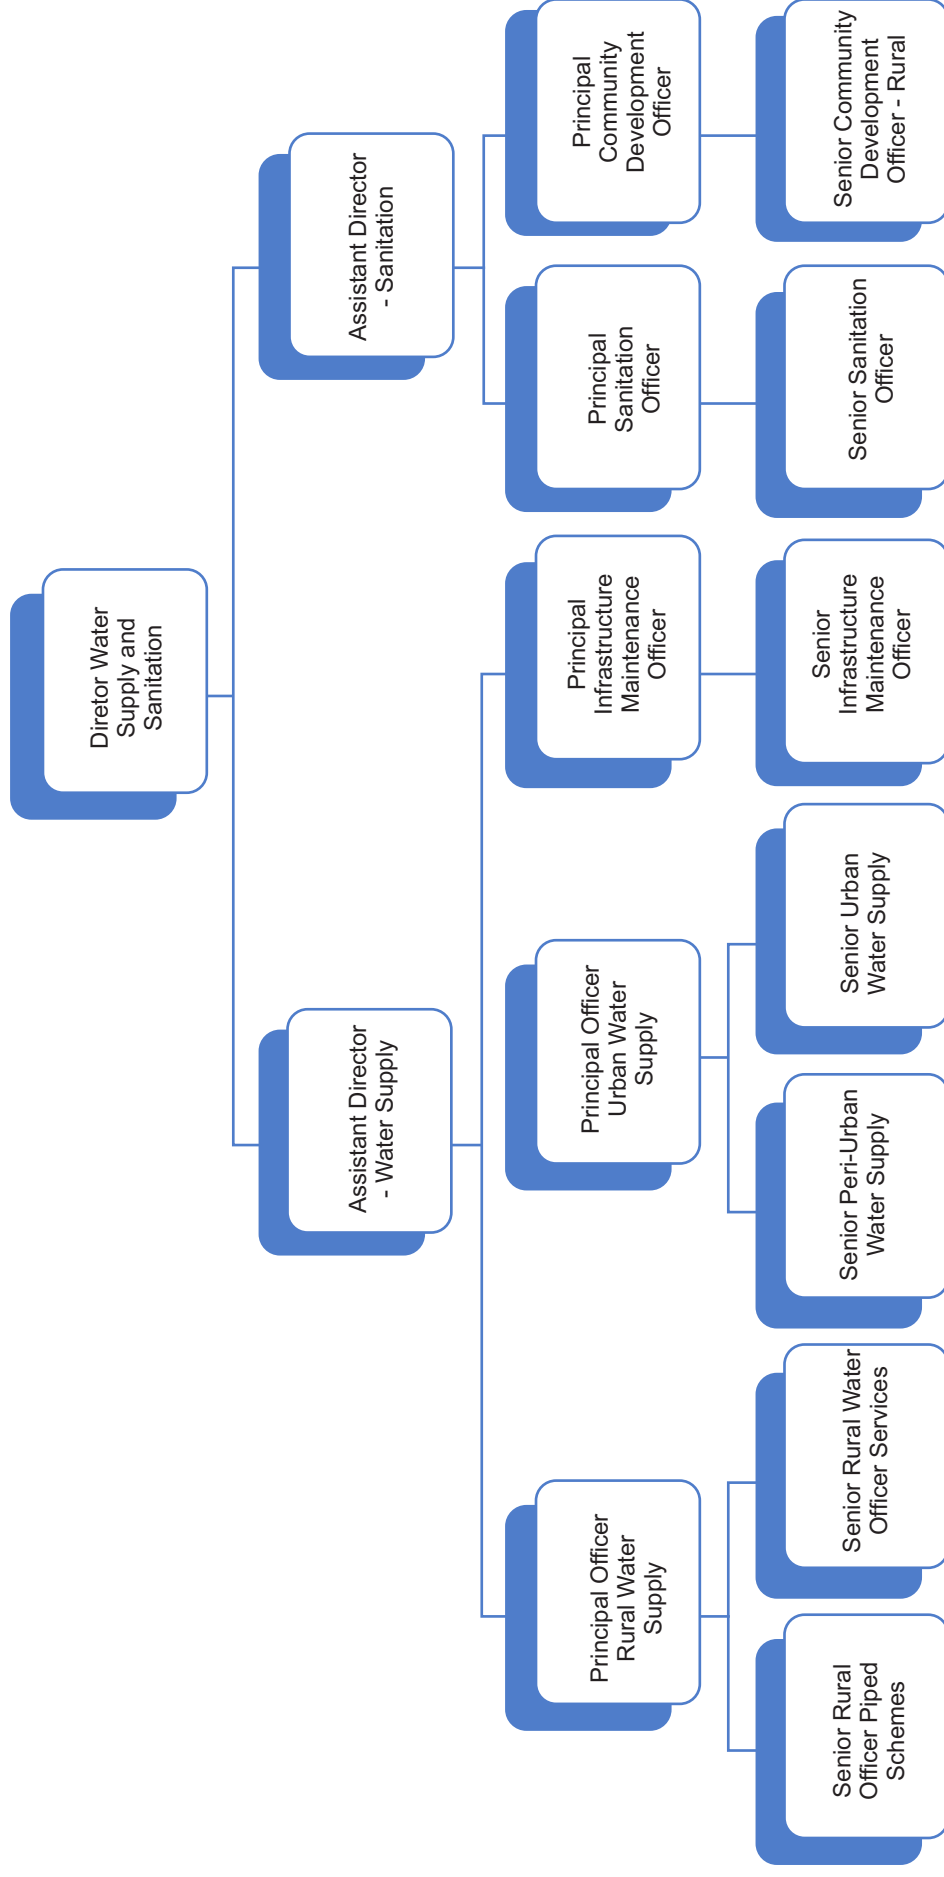 Diretor Water
Supply and
Sanitation
Assistant Director
- Water Supply
Assistant Director
- Sanitation
Principal Officer
Rural Water
Supply
Principal Officer
Urban Water
Supply
Principal
Infrastructure
Maintenance
Officer
Principal
Sanitation
Officer
Principal
Community
Development
Officer
Senior Rural
Officer Piped
Schemes
Senior Rural Water
Officer Services
Senior Peri-Urban
Water Supply
Senior Urban
Water Supply
Senior
Infrastructure
Maintenance
Officer
Senior Sanitation
Officer
Senior Community
Development
Officer - Rural